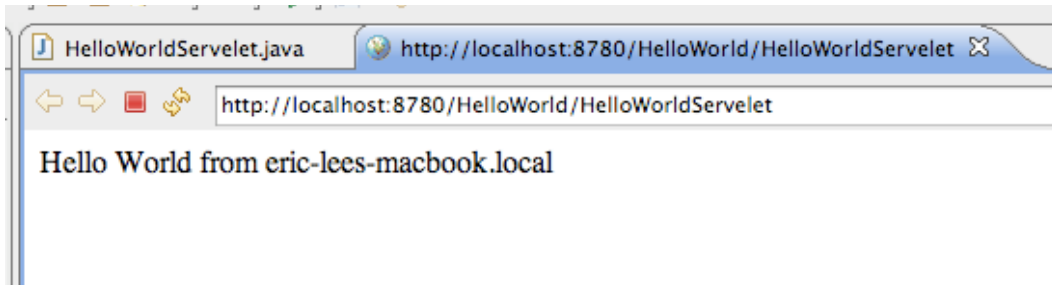 HelloWorldServelet.java http://localhost:8780/HelloWorld/HelloWorldServelet
http://localhost:8780/HelloWorld/HelloWorldServelet
Hello World from eric-lees-macbook.local